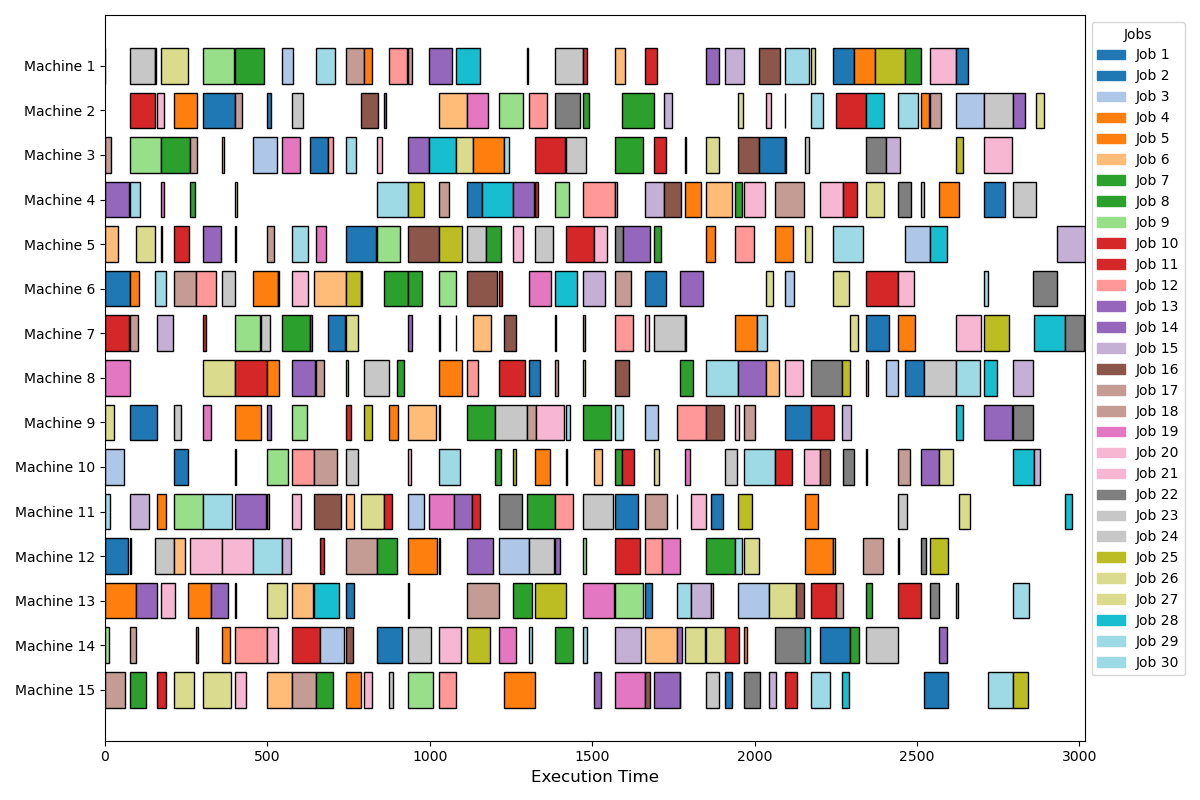 Machine 1
Machine 2
Machine 3
Machine 4
Machine 5
Machine 6
Machine 7
Machine 8
Machine 9
Machine 10
Machine 11
Machine 12
Machine 13
Machine 14
Machine 15
0 500 1000 1500 2000 2500 3000
Execution Time
Jobs
Job 1
Job 2
Job 3
Job 4
Job 5
Job 6
Job 7
Job 8
Job 9
Job 10
Job 11
Job 12
Job 13
Job 14
Job 15
Job 16
Job 17
Job 18
Job 19
Job 20
Job 21
Job 22
Job 23
Job 24
Job 25
Job 26
Job 27
Job 28
Job 29
Job 30